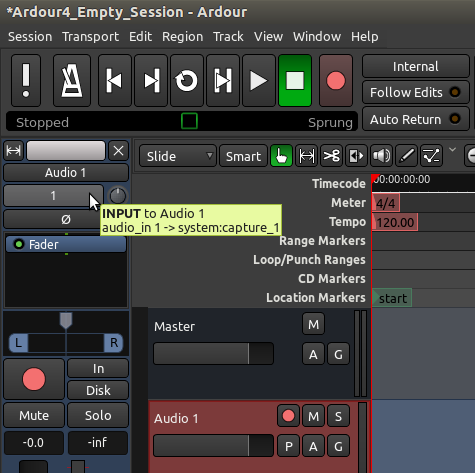 *Ardour4_Empty_Session - Ardour
Session Transport Edit Region Track View Window Help
Internal
Follow Edits
Auto Return
Stopped Sprung
Audio 1
Slide Smart
1
INPUT to Audio 1
audio_in 1 -> system:capture_1
Ø
Fader
Timecode 00:00:00:00
Meter 4/4
Tempo 120.00
Range Markers
Loop/Punch Ranges
CD Markers
Location Markers start
L R
Master M
A G
In
Disk
Mute Solo
-0.0 -inf
Audio 1 M S
P A G